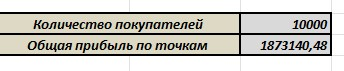 Количество покупателей 10000
Общая прибыль по точкам 1873140,48